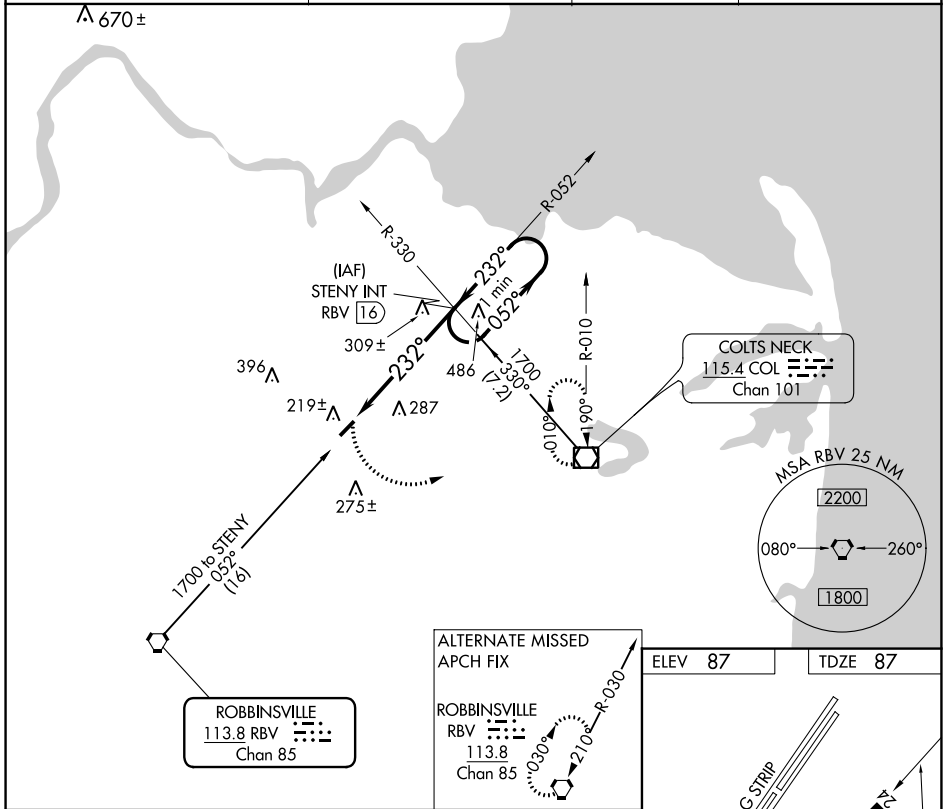 670±
R-052
R-330
232°
1 min
052°
(IAF)
STENY INT
RBV 16
309±
486
232°
396
219±
287
275±
1700
330°
(7.2)
R-010
010°
190°
COLTS NECK
115.4 COL
Chan 101
MSA RBV 25 NM
2200
080°
260°
1800
1700 to STENY
052°
(16)
ROBBINSVILLE
113.8 RBV
Chan 85
ALTERNATE MISSED
APCH FIX
ROBBINSVILLE
RBV
113.8
Chan 85
R-030
030°
210°
ELEV 87
TDZE 87
G STRIP
24